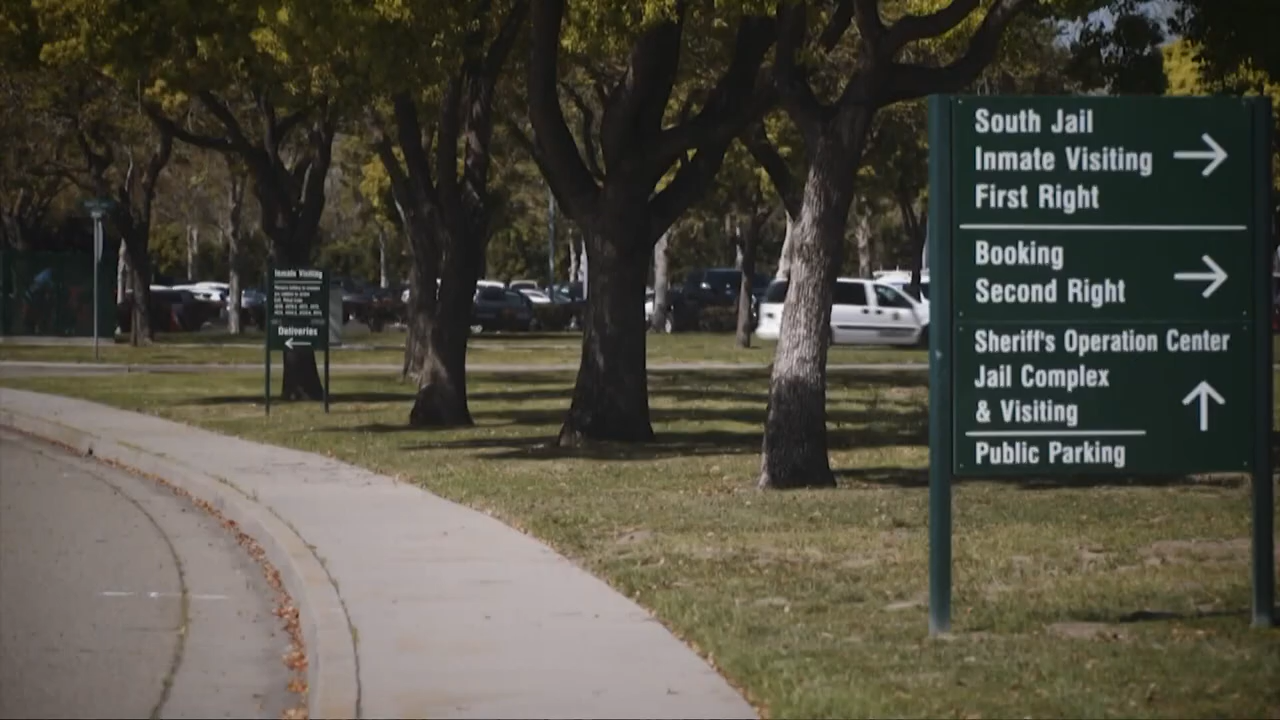 South Jail
Inmate Visiting
First Right
Booking
Second Right
Sheriff's Operation Center
Jail Complex
& Visiting
Public Parking
Inmate Visiting
Deliveries